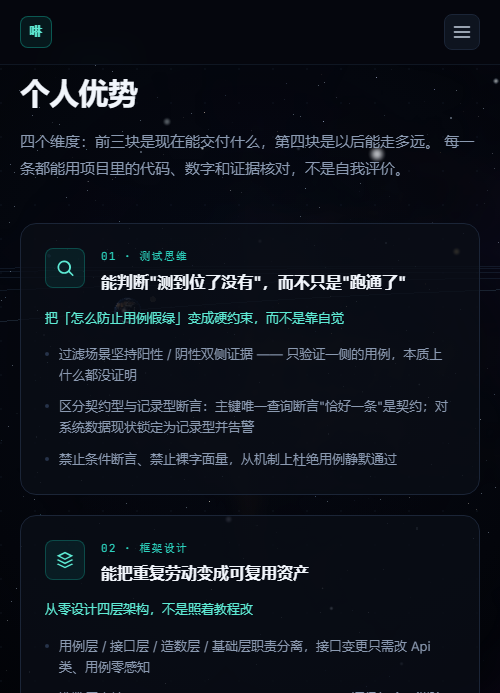 啡
个人优势
四个维度：前三块是现在能交付什么，第四块是以后能走多远。 每一
条都能用项目里的代码、数字和证据核对，不是自我评价。
01 · 测试思维
能判断"测到位了没有"，而不只是"跑通了"
把「怎么防止用例假绿」变成硬约束，而不是靠自觉
• 过滤场景坚持阳性 / 阴性双侧证据 —— 只验证一侧的用例，本质上
什么都没证明
• 区分契约型与记录型断言：主键唯一查询断言"恰好一条"是契约；对
系统数据现状锁定为记录型并告警
• 禁止条件断言、禁止裸字面量，从机制上杜绝用例静默通过
02 · 框架设计
能把重复劳动变成可复用资产
从零设计四层架构，不是照着教程改
• 用例层 / 接口层 / 造数层 / 基础层职责分离，接口变更只需改 Api
类、用例零感知